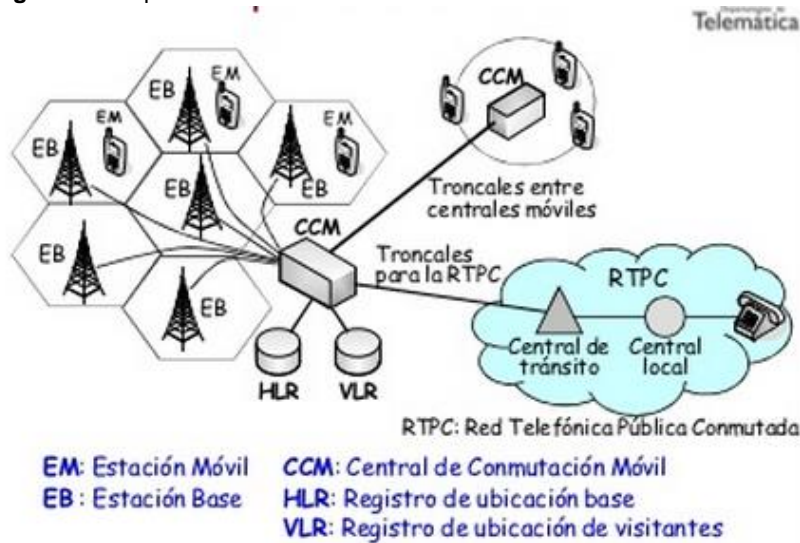 Telemática
EM
EB
CCM
EM
EB
EM
EB
EB
Troncales entre
centrales móviles
CCM
EB
Troncales
para la RTPC
RTPC
EB
Central de
tránsito
Central
local
HLR
VLR
RTPC: Red Telefónica Pública Conmutada
EM: Estación Móvil
CCM: Central de Conmutación Móvil
EB : Estación Base
HLR: Registro de ubicación base
VLR: Registro de ubicación de visitantes